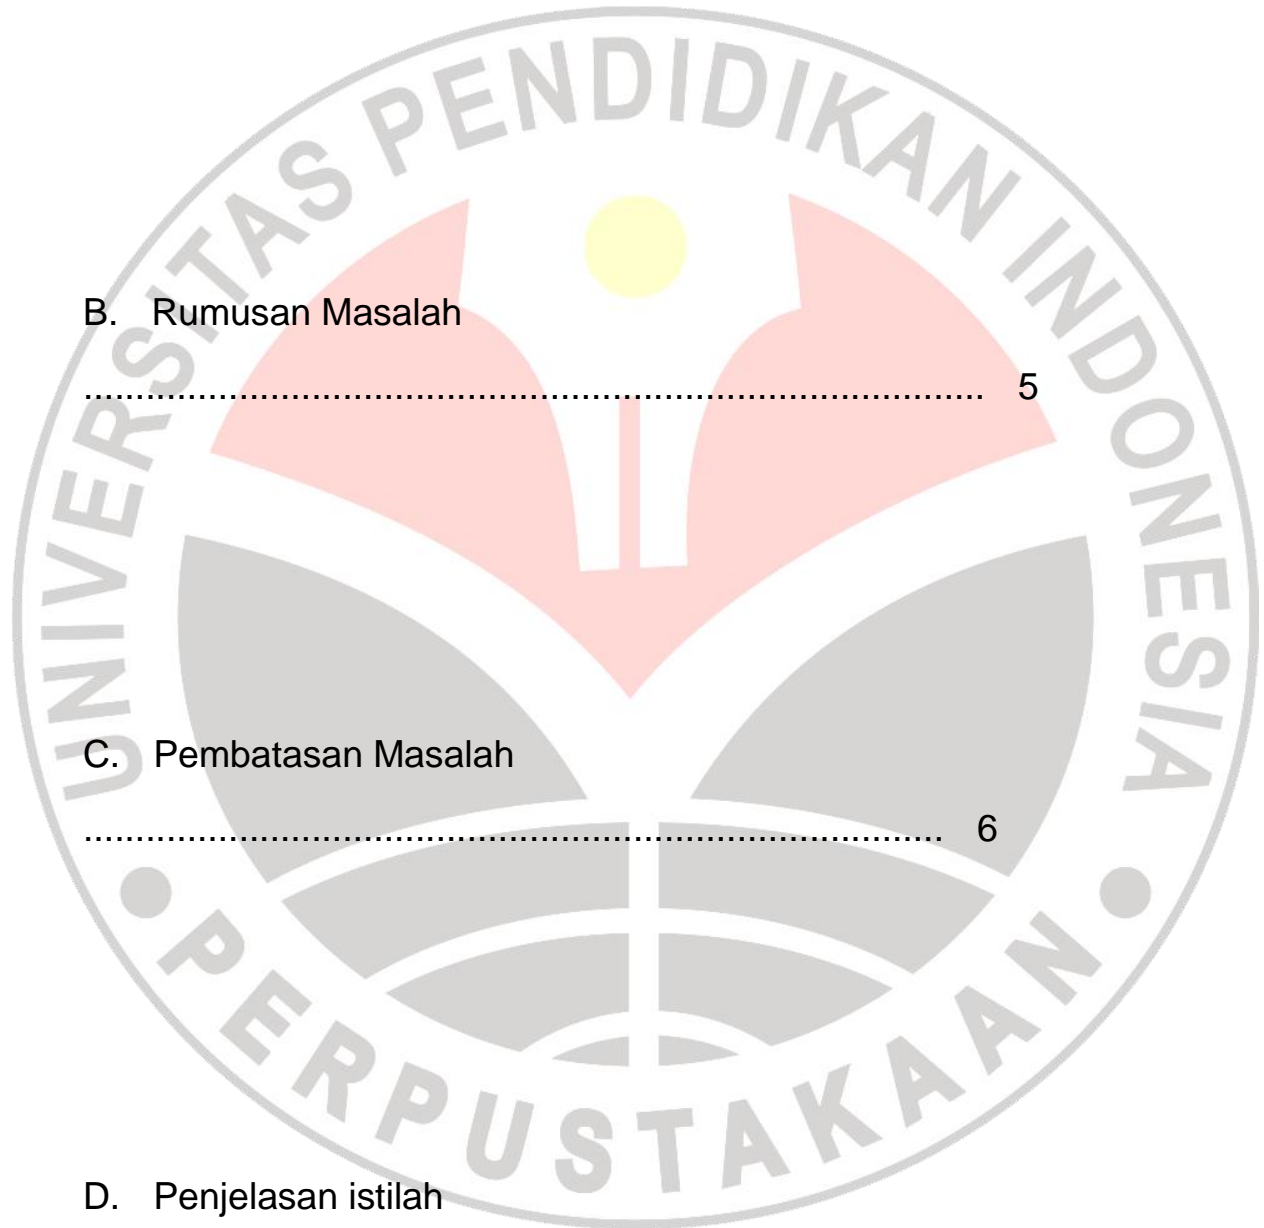 UNIVERSITAS PENDIDIKAN INDONESIA
B. Rumusan Masalah
........................................................................................ 5
C. Pembatasan Masalah
.................................................................................... 6
PERPUSTAKAAN
D. Penjelasan istilah